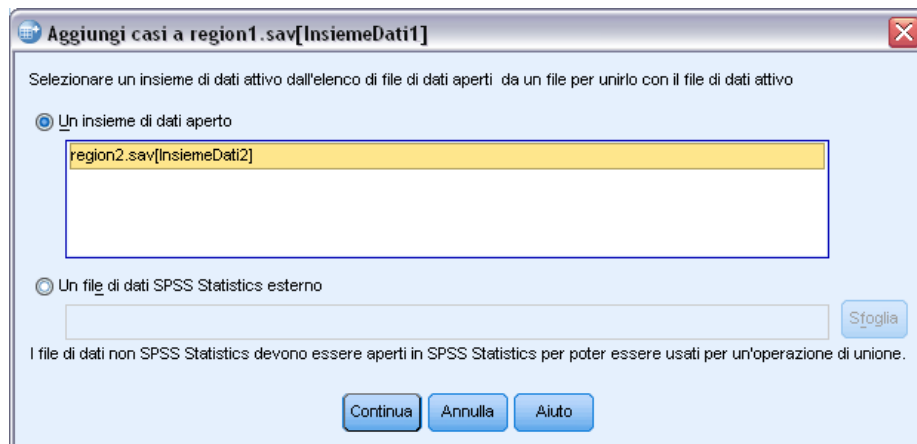 Aggiungi casi a region1.sav[InsiemeDati1]
Selezionare un insieme di dati attivo dall'elenco di file di dati aperti da un file per unirlo con il file di dati attivo
Un insieme di dati aperto
region2.sav[InsiemeDati2]
Un file di dati SPSS Statistics esterno
Sfoglia
I file di dati non SPSS Statistics devono essere aperti in SPSS Statistics per poter essere usati per un'operazione di unione.
Continua Annulla Aiuto